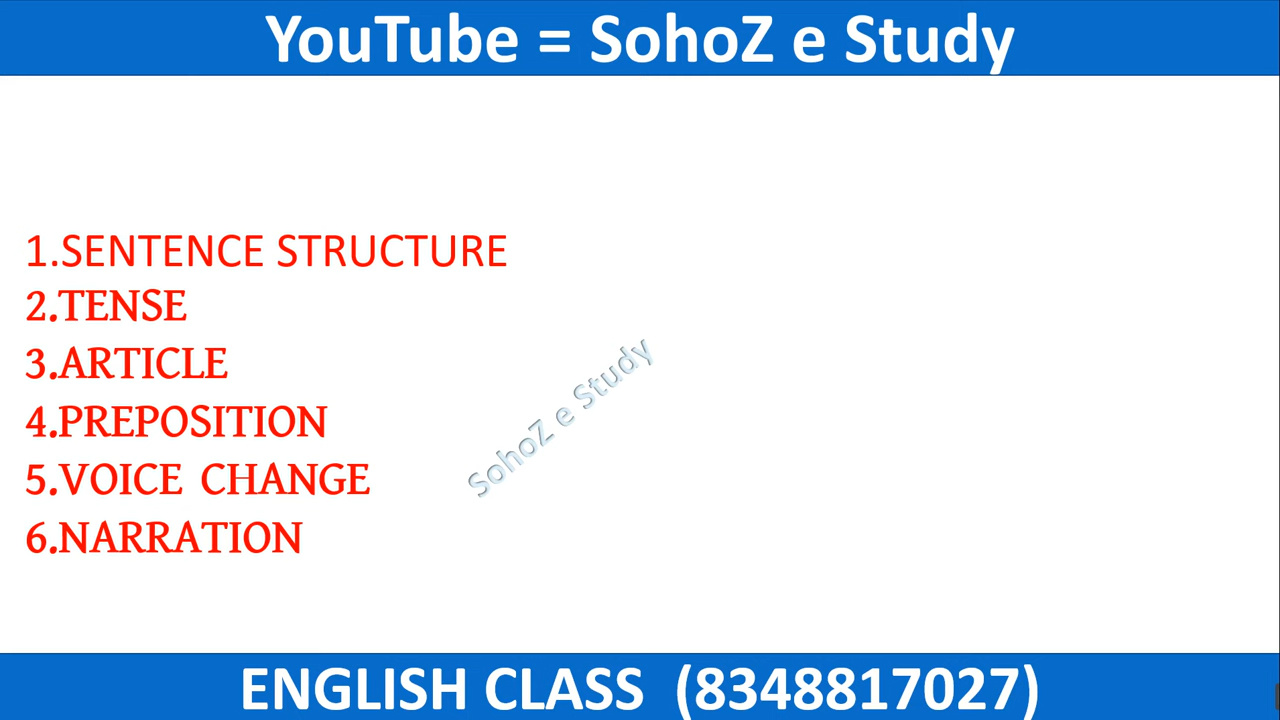 YouTube = SohoZ e Study
1.SENTENCE STRUCTURE
2.TENSE
3.ARTICLE
4.PREPOSITION
5.VOICE CHANGE
6.NARRATION
SohoZ e Study
ENGLISH CLASS (8348817027)